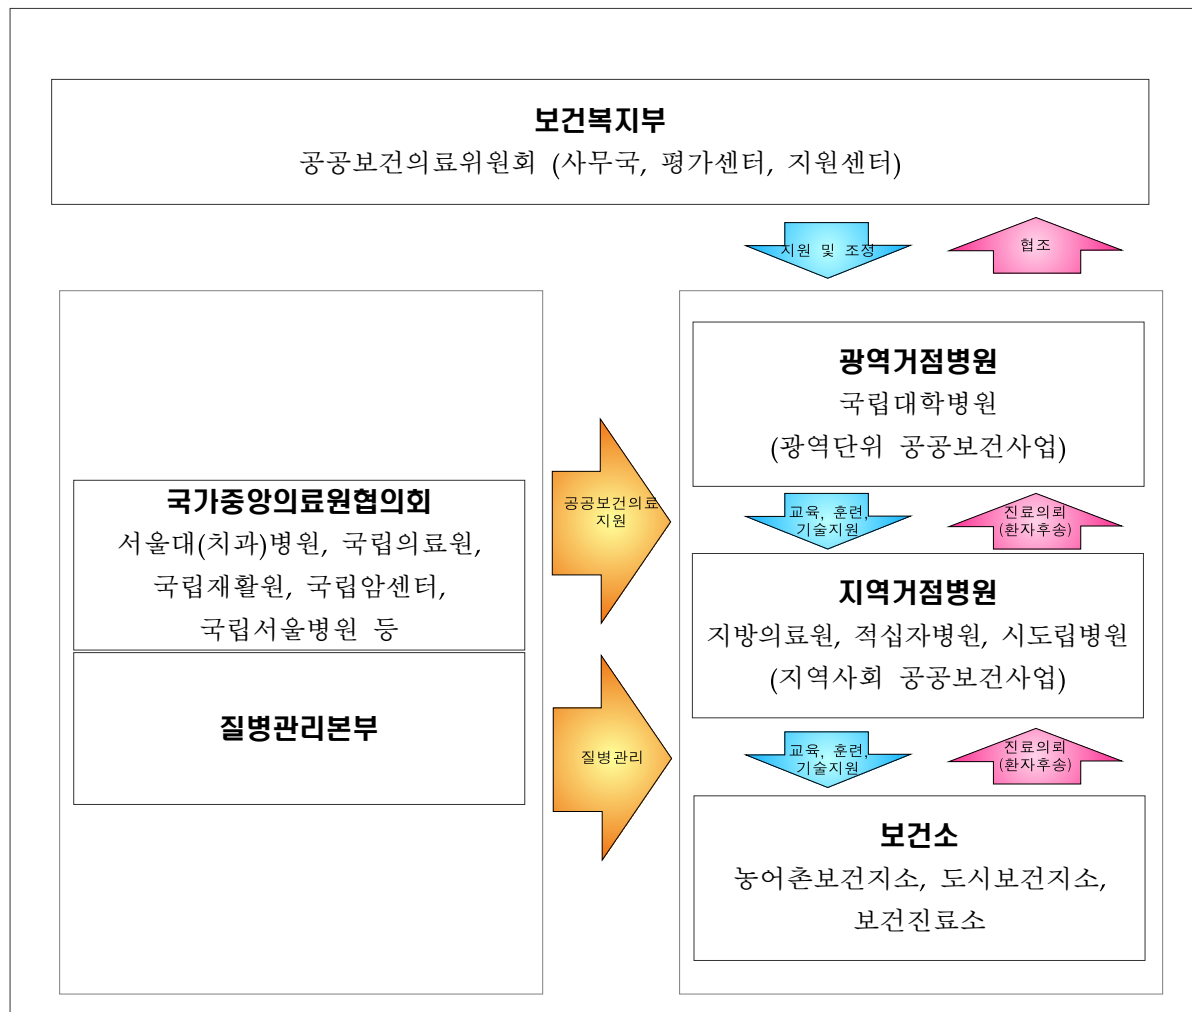 보건복지부
공공보건의료위원회 (사무국, 평가센터, 지원센터)
지원 및 조정
협조
국가중앙의료원협의회
서울대(치과)병원, 국립의료원,
국립재활원, 국립암센터,
국립서울병원 등
질병관리본부
공공보건의료
지원
질병관리
광역거점병원
국립대학병원
(광역단위 공공보건사업)
교육, 훈련,
기술지원
진료의뢰
(환자후송)
지역거점병원
지방의료원, 적십자병원, 시도립병원
(지역사회 공공보건사업)
교육, 훈련,
기술지원
진료의뢰
(환자후송)
보건소
농어촌보건지소, 도시보건지소,
보건진료소